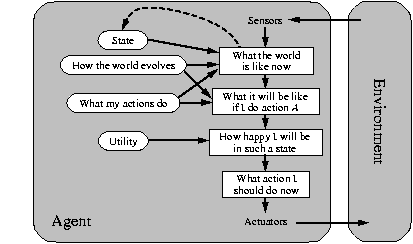 Sensors
State
How the world evolves
What the world
is like now
What my actions do
What it will be like
if I do action A
Utility
How happy I will be
in such a state
What action I
should do now
Agent
Actuators
Environment